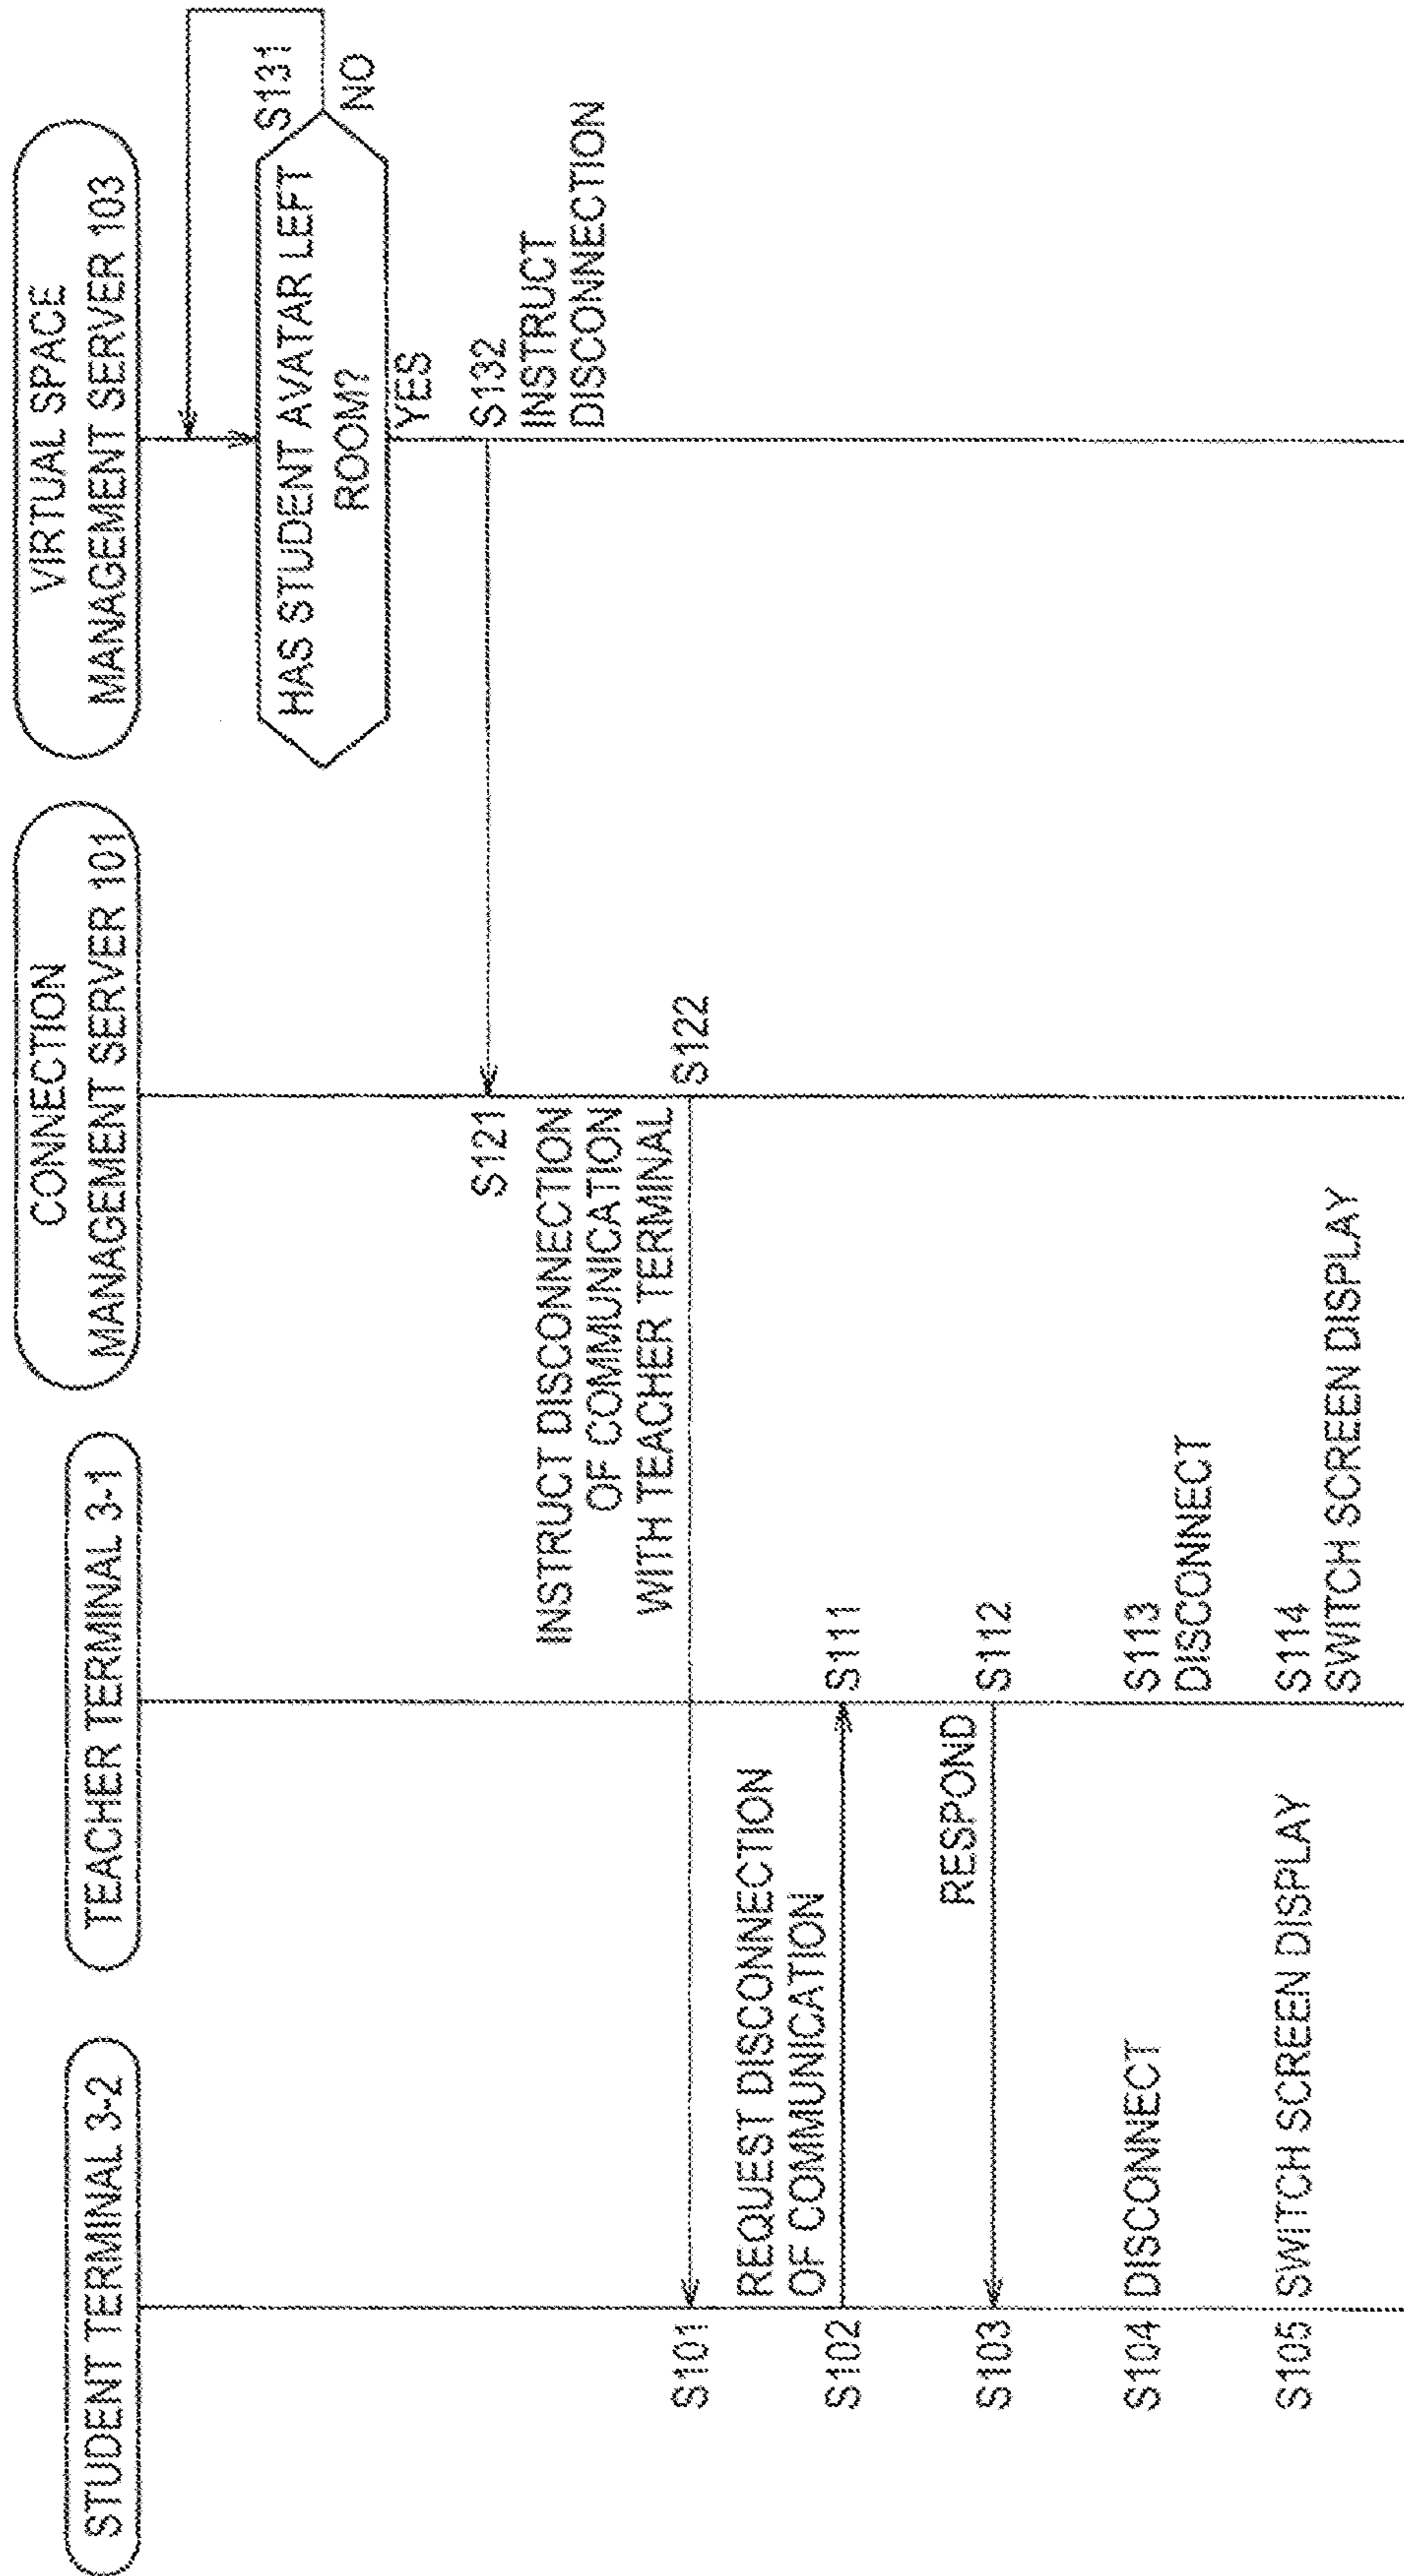 STUDENT TERMINAL 3-2
TEACHER TERMINAL 3-1
CONNECTION
MANAGEMENT SERVER 101
VIRTUAL SPACE
MANAGEMENT SERVER 103
S131
HAS STUDENT AVATAR LEFT
ROOM?
NO
YES
S132
INSTRUCT
DISCONNECTION
S121
INSTRUCT DISCONNECTION
OF COMMUNICATION
WITH TEACHER TERMINAL
S122
S101
REQUEST DISCONNECTION
OF COMMUNICATION
S102
S111
RESPOND
S103
S112
S104 DISCONNECT
S113
DISCONNECT
S105 SWITCH SCREEN DISPLAY
S114
SWITCH SCREEN DISPLAY